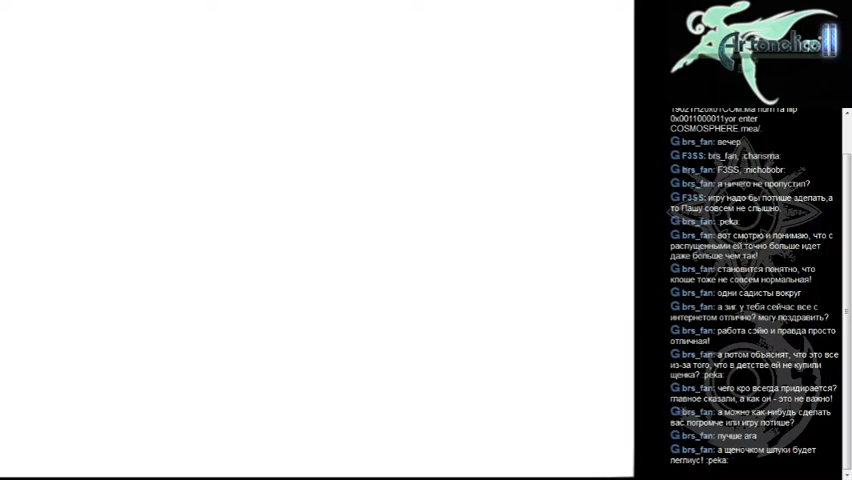 Artonelico II
0x0011000011yor enter
COSMOSPHERE.mea/.
G brs_fan: вечер
G F3SS: brs_fan, :charisma:
G brs_fan: F3SS, :nichobobr:
G brs_fan: я ничего не пропустил?
G F3SS: игру надо бы потише зделать,а
то Пашу совсем не слышно.
G brs_fan: :peka:
G brs_fan: вот смотрю и понимаю, что с
распущенными ей точно больше идет
даже больше чем так!
G brs_fan: становится понятно, что
клоше тоже не совсем нормальная!
G brs_fan: одни садисты вокруг
G brs_fan: а зиг у тебя сейчас все с
интернетом отлично? могу поздравить?
G brs_fan: работа сэйю и правда просто
отличная!
G brs_fan: а потом объяснят, что это все
из-за того, что в детстве ей не купили
щенка? :peka:
G brs_fan: чего кро всегда придирается?
главное сказали, а как он - это не важно!
G brs_fan: а можно как-нибудь сделать
вас погромче или игру потише?
G brs_fan: лучше ага
G brs_fan: а щеночком шлуки будет
леглиус! :peka: